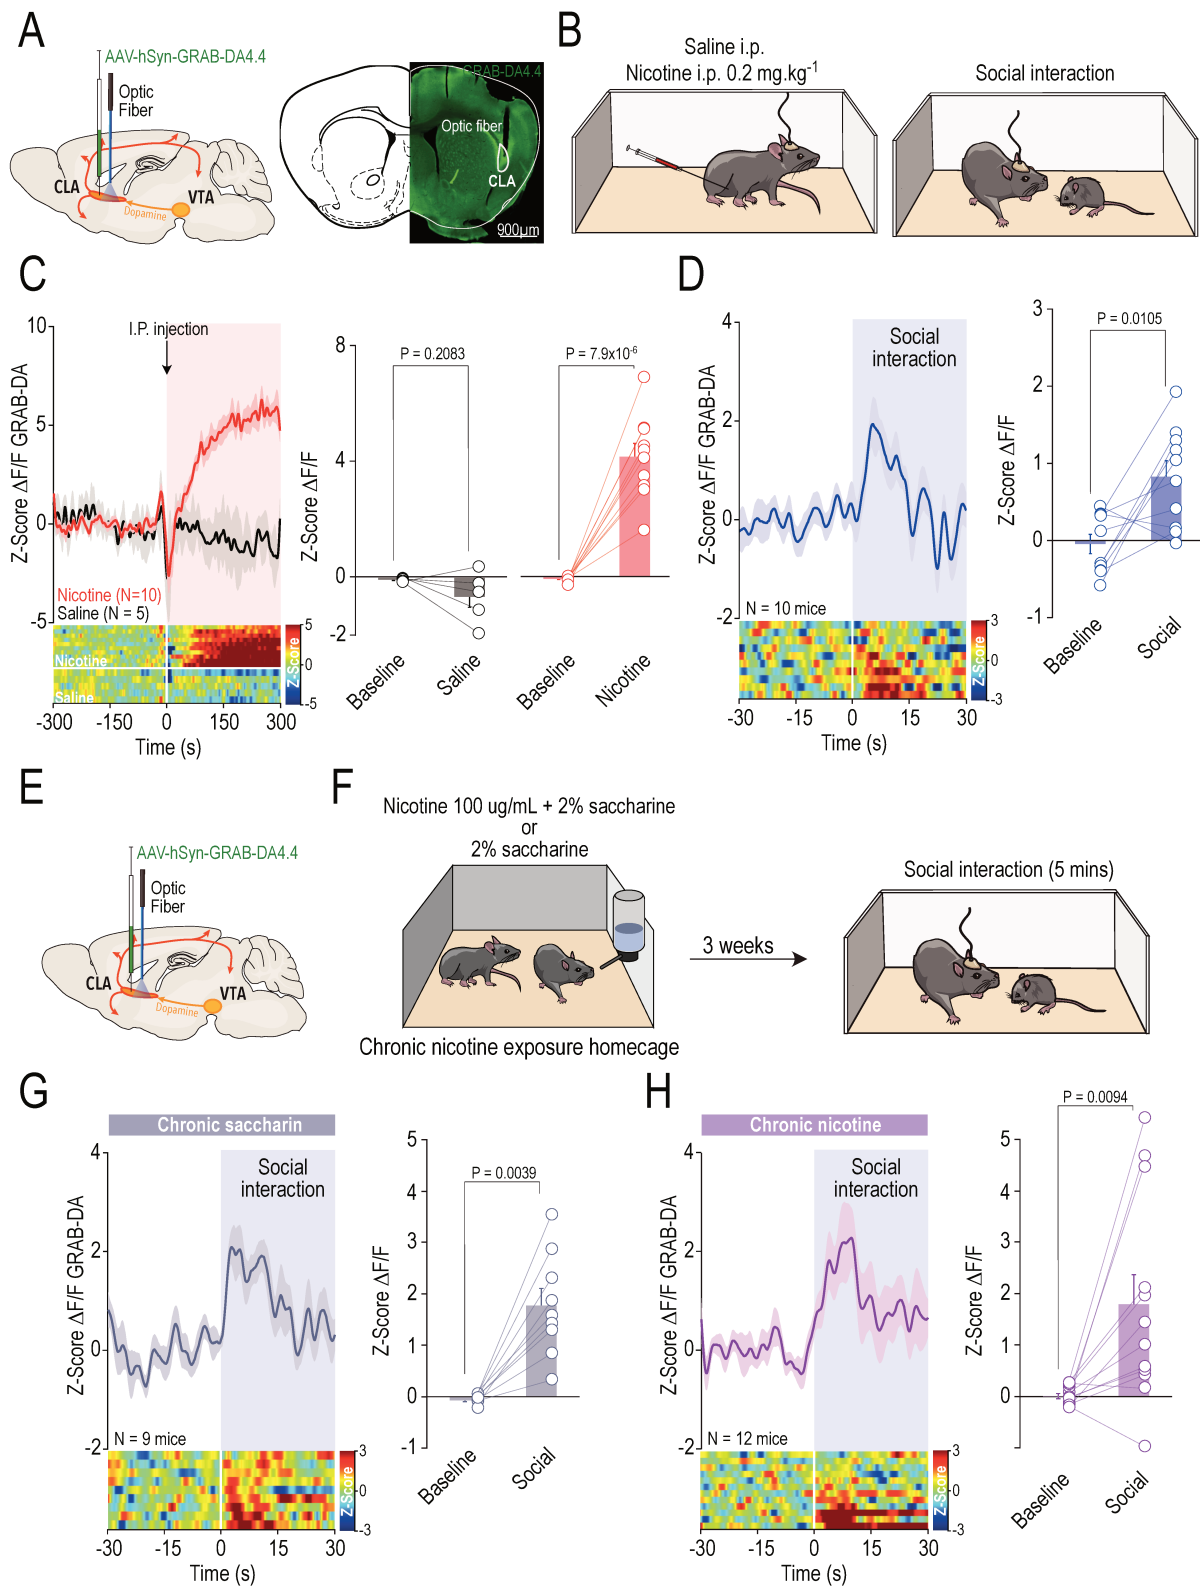 A
AAV-hSyn-GRAB-DA4.4
Optic
Fiber
CLA
VTA
Dopamine
GRAB-DA4.4
Optic fiber
CLA
900µm
B
Saline i.p.
Nicotine i.p. 0.2 mg.kg⁻¹
Social interaction
C
Z-Score ΔF/F GRAB-DA
10
5
0
-5
I.P. injection
Nicotine (N=10)
Saline (N = 5)
Nicotine
Saline
5
0
-5
Z-Score
-300
-150
0
150
300
Time (s)
Z-Score ΔF/F
8
4
0
-2
P = 0.2083
P = 7.9x10⁻⁶
Baseline
Saline
Baseline
Nicotine
D
Z-Score ΔF/F GRAB-DA
4
2
0
-2
Social
interaction
N = 10 mice
3
0
-3
Z-Score
-30
-15
0
15
30
Time (s)
Z-Score ΔF/F
3
2
1
0
-1
P = 0.0105
Baseline
Social
E
AAV-hSyn-GRAB-DA4.4
Optic
Fiber
CLA
VTA
Dopamine
F
Nicotine 100 ug/mL + 2% saccharine
or
2% saccharine
Chronic nicotine exposure homecage
3 weeks
Social interaction (5 mins)
G
Chronic saccharin
Z-Score ΔF/F GRAB-DA
4
2
0
-2
Social
interaction
N = 9 mice
3
0
-3
Z-Score
-30
-15
0
15
30
Time (s)
Z-Score ΔF/F
5
4
3
2
1
0
-1
P = 0.0039
Baseline
Social
H
Chronic nicotine
Z-Score ΔF/F GRAB-DA
4
2
0
-2
Social
interaction
N = 12 mice
3
0
-3
Z-Score
-30
-15
0
15
30
Time (s)
Z-Score ΔF/F
5
4
3
2
1
0
P = 0.0094
Baseline
Social